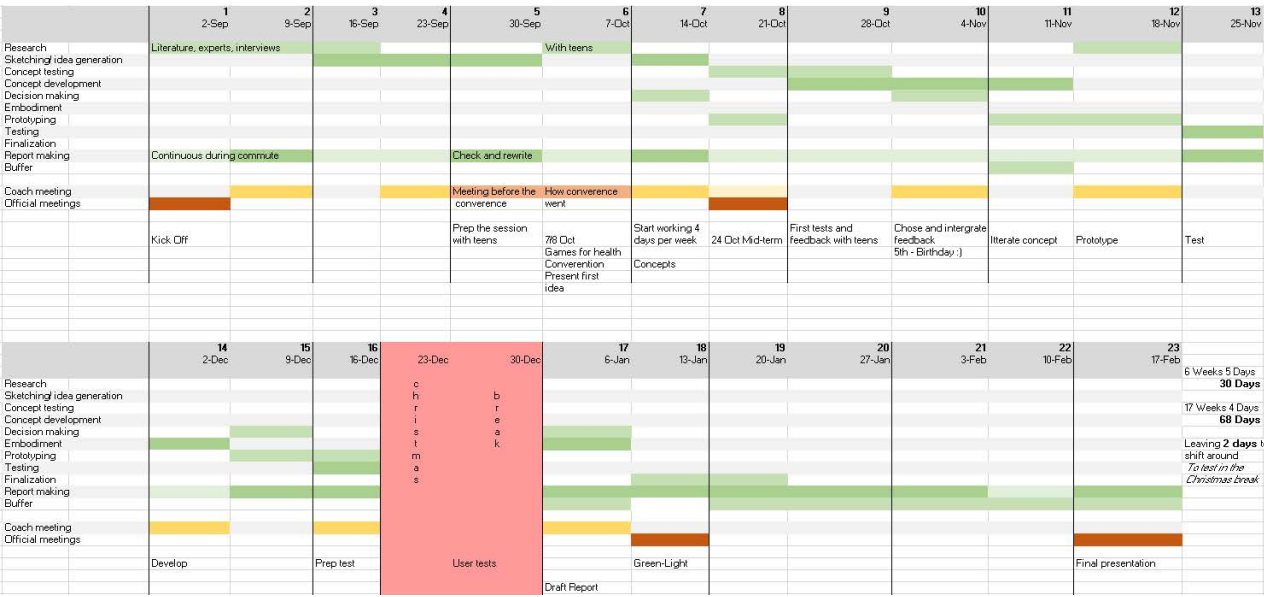 1 2 3 4 5 6 7 8 9 10 11 12 13
2-Sep 9-Sep 16-Sep 23-Sep 30-Sep 7-Oct 14-Oct 21-Oct 28-Oct 4-Nov 11-Nov 18-Nov 25-Nov
Research Literature, experts, interviews With teens
Sketching/ idea generation
Concept testing
Concept development
Decision making
Embodiment
Prototyping
Testing
Finalization
Report making Continuous during commute Check and rewrite
Buffer
Coach meeting Meeting before the How converence
Official meetings converence went
Prep the session Start working 4 First tests and Chose and intergrate
Kick Off with teens 7/8 Oct days per week 24 Oct Mid-term feedback with teens feedback Itterate concept Prototype Test
Games for health 5th - Birthday :)
Converention Concepts
Present first
idea
14 15 16 17 18 19 20 21 22 23
2-Dec 9-Dec 16-Dec 23-Dec 30-Dec 6-Jan 13-Jan 20-Jan 27-Jan 3-Feb 10-Feb 17-Feb
6 Weeks 5 Days
Research c 30 Days
Sketching/ idea generation h b
Concept testing r r 17 Weeks 4 Days
Concept development i e 68 Days
Decision making s a
Embodiment t k Leaving 2 days t
Prototyping m shift around
Testing a To test in the
Finalization s Christmas break
Report making
Buffer
Coach meeting
Official meetings
Develop Prep test User tests Green-Light Final presentation
Draft Report